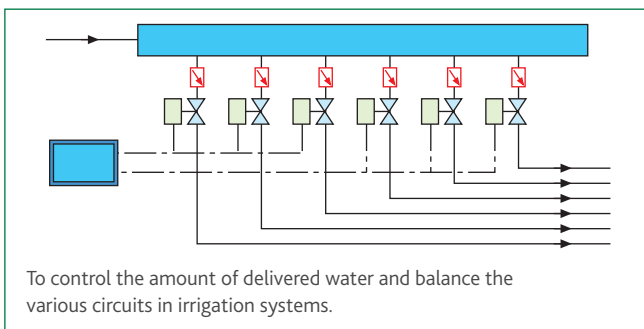 To control the amount of delivered water and balance the
various circuits in irrigation systems.